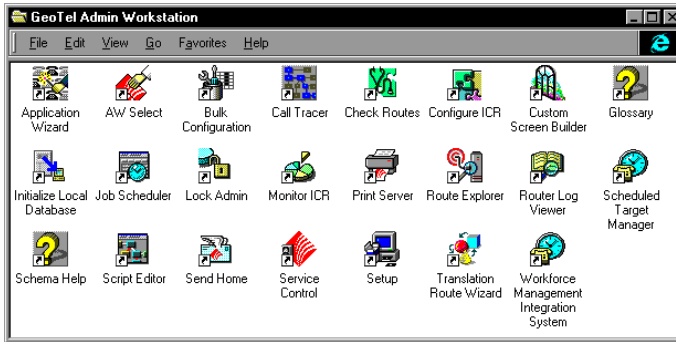 GeoTel Admin Workstation
File Edit View Go Favorites Help
Application Wizard
AW Select
Bulk Configuration
Call Tracer
Check Routes
Configure ICR
Custom Screen Builder
Glossary
Initialize Local Database
Job Scheduler
Lock Admin
Monitor ICR
Print Server
Route Explorer
Router Log Viewer
Scheduled Target Manager
Schema Help
Script Editor
Send Home
Service Control
Setup
Translation Route Wizard
Workforce Management Integration System